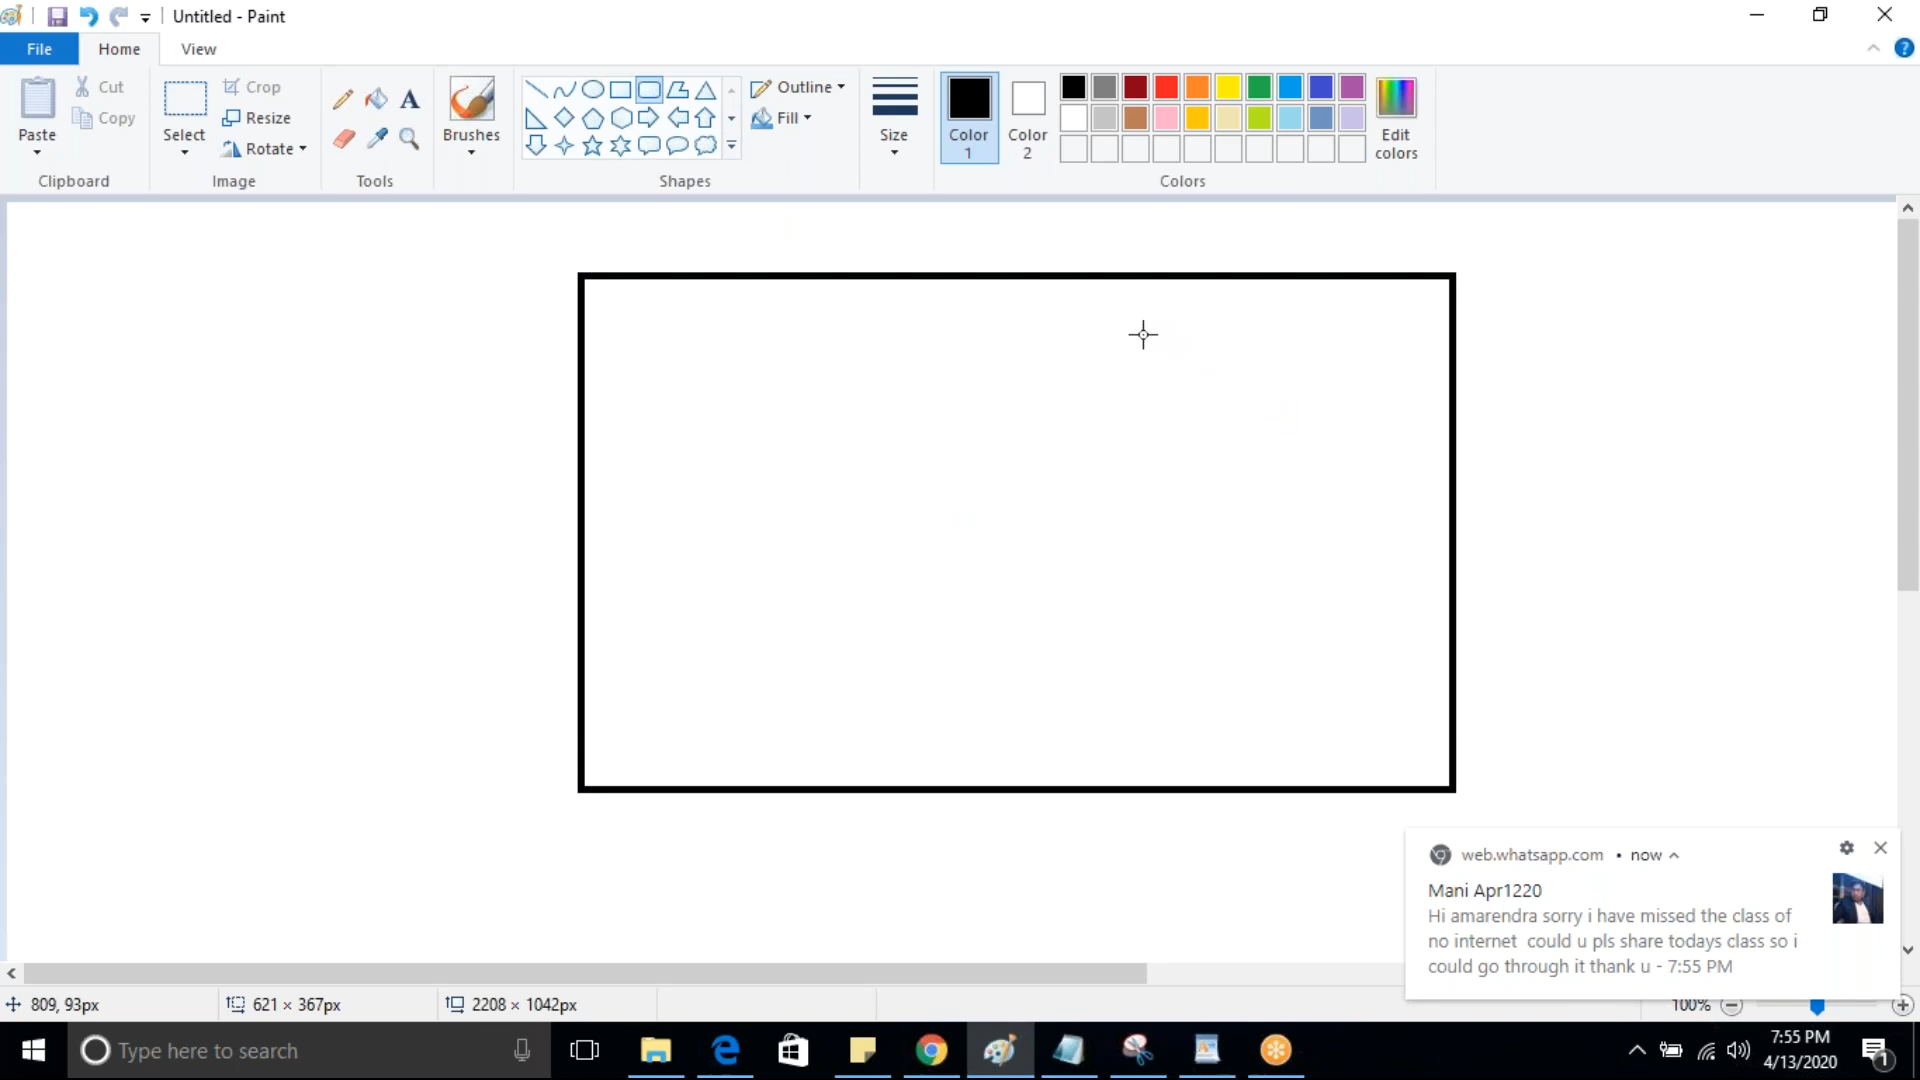 Untitled - Paint
File Home View
Paste
Cut
Copy
Clipboard
Select
Crop
Resize
Rotate
Image
A
Tools
Brushes
Shapes
Outline
Fill
Size
Color 1
Color 2
Edit colors
Colors
web.whatsapp.com • now
Mani Apr1220
Hi amarendra sorry i have missed the class of
no internet could u pls share todays class so i
could go through it thank u - 7:55 PM
809, 93px
621 × 367px
2208 × 1042px
100%
Type here to search
7:55 PM
4/13/2020
1